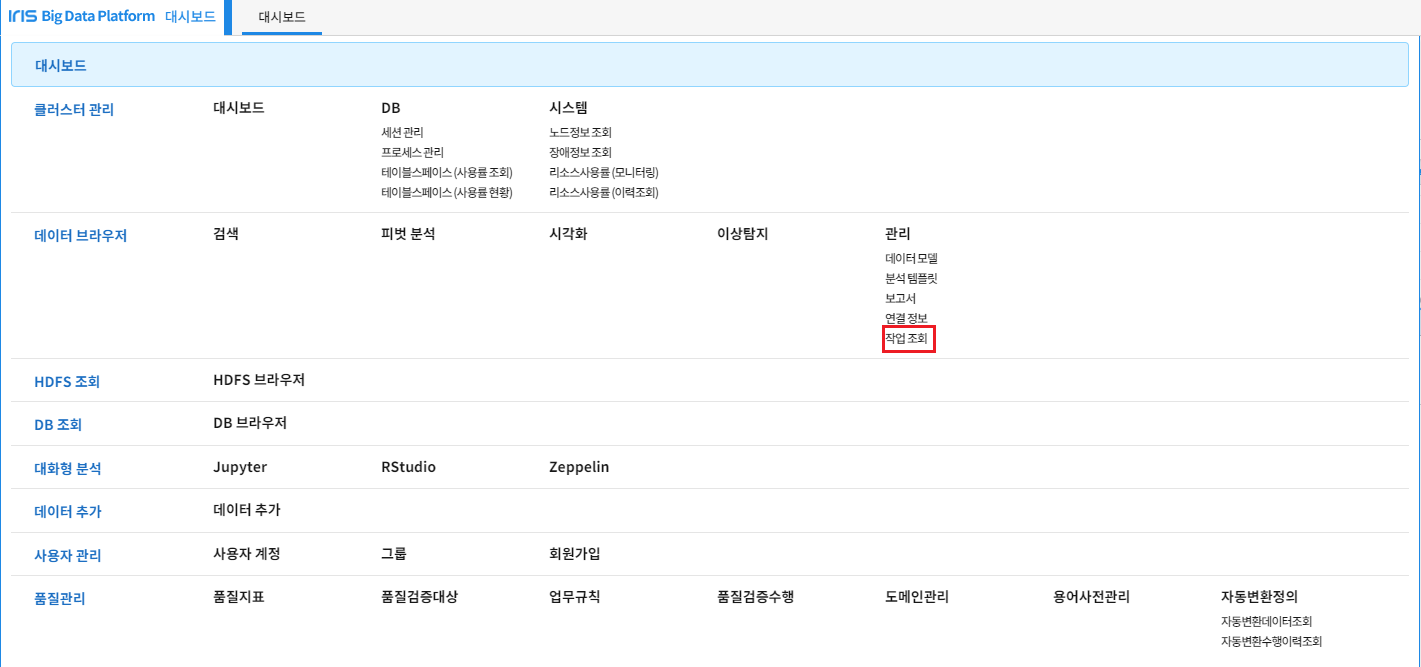 IRIS Big Data Platform 대시보드 대시보드
대시보드
클러스터 관리 대시보드 DB 시스템
세션 관리 노드정보 조회
프로세스 관리 장애정보 조회
테이블스페이스 (사용률 조회) 리소스사용률 (모니터링)
테이블스페이스 (사용률 현황) 리소스사용률 (이력조회)
데이터 브라우저 검색 피벗 분석 시각화 이상탐지 관리
데이터 모델
분석 템플릿
보고서
연결 정보
작업 조회
HDFS 조회 HDFS 브라우저
DB 조회 DB 브라우저
대화형 분석 Jupyter RStudio Zeppelin
데이터 추가 데이터 추가
사용자 관리 사용자 계정 그룹 회원가입
품질관리 품질지표 품질검증대상 업무규칙 품질검증수행 도메인관리 용어사전관리 자동변환정의
자동변환데이터조회
자동변환수행이력조회